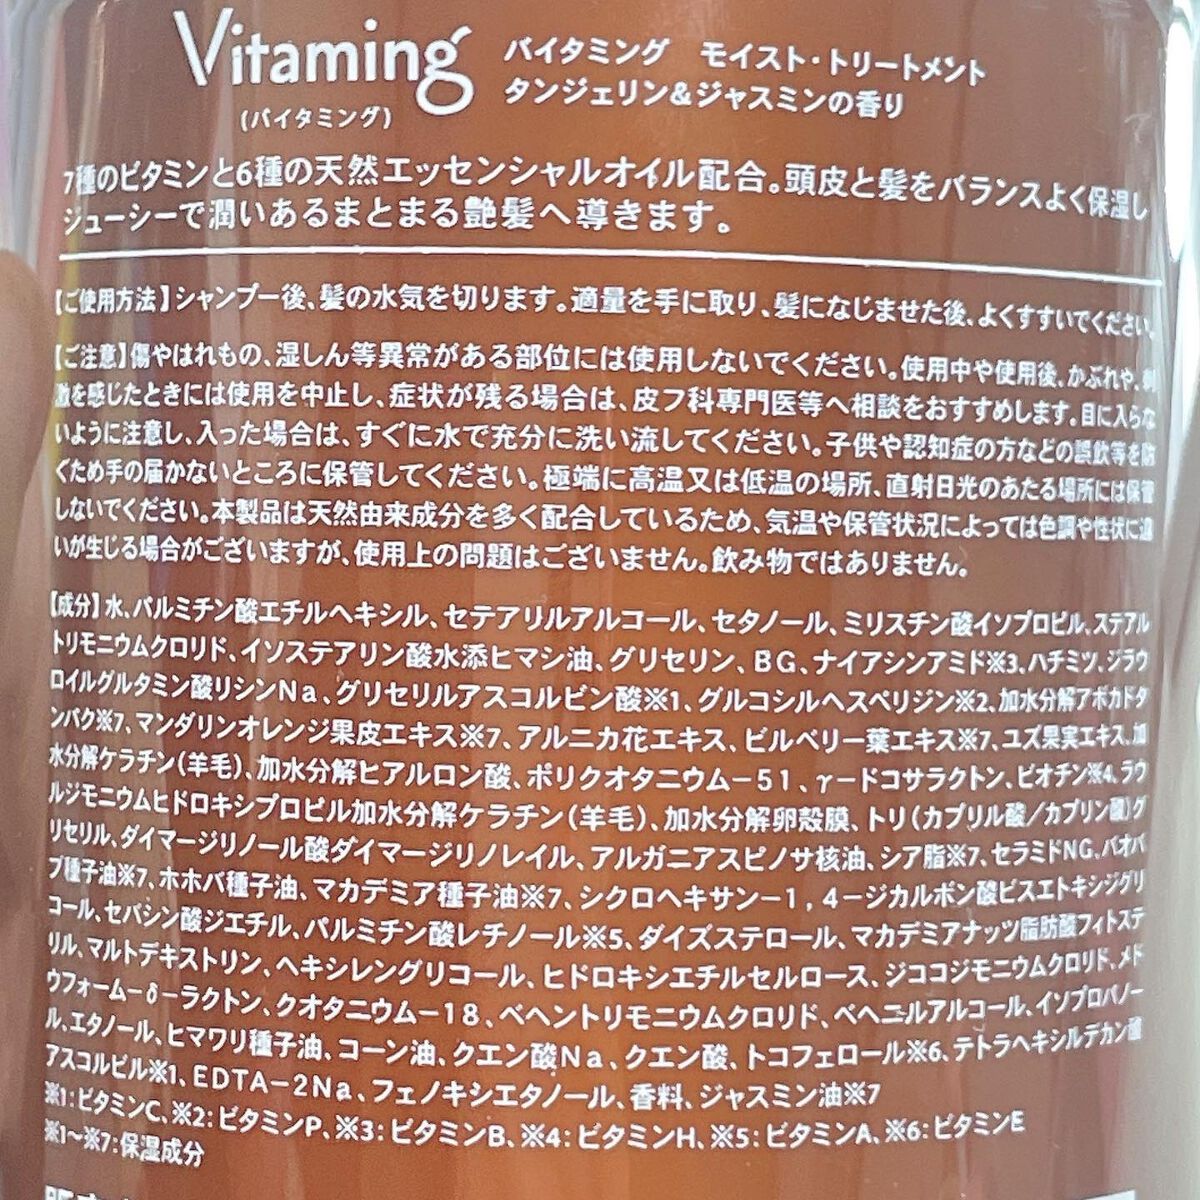 Vitaming
(バイタミング)
バイタミング モイスト・トリートメント
タンジェリン&ジャスミンの香り
7種のビタミンと6種の天然エッセンシャルオイル配合。頭皮と髪をバランスよく保湿し
ジューシーで潤いあるまとまる艶髪へ導きます。
【ご使用方法】シャンプー後、髪の水気を切ります。適量を手に取り、髪になじませた後、よくすすいでください。
【ご注意】傷やはれもの、湿しん等異常がある部位には使用しないでください。使用中や使用後、かぶれや、刺
激を感じたときには使用を中止し、症状が残る場合は、皮フ科専門医等へ相談をおすすめします。目に入らな
いように注意し、入った場合は、すぐに水で充分に洗い流してください。子供や認知症の方などの誤飲等を防
ぐため手の届かないところに保管してください。極端に高温又は低温の場所、直射日光のあたる場所には保管
しないでください。本製品は天然由来成分を多く配合しているため、気温や保管状況によっては色調や性状に違
いが生じる場合がございますが、使用上の問題はございません。飲み物ではありません。
【成分】水、パルミチン酸エチルヘキシル、セテアリルアルコール、セタノール、ミリスチン酸イソプロピル、ステアル
トリモニウムクロリド、イソステアリン酸水添ヒマシ油、グリセリン、BG、ナイアシンアミド※3、ハチミツ、ジラウ
ロイルグルタミン酸リシンNa、グリセリルアスコルビン酸※1、グルコシルヘスペリジン※2、加水分解アボカドタ
ンパク※7、マンダリンオレンジ果皮エキス※7、アルニカ花エキス、ビルベリー葉エキス※7、ユズ果実エキス、加
水分解ケラチン(羊毛)、加水分解ヒアルロン酸、ポリクオタニウム-51、γ-ドコサラクトン、ビオチン※4、ラウ
ルジモニウムヒドロキシプロピル加水分解ケラチン(羊毛)、加水分解卵殻膜、トリ(カプリル酸/カプリン酸)グ
リセリル、ダイマージリノール酸ダイマージリノレイル、アルガニアスピノサ核油、シア脂※7、セラミドNG、バオバ
ブ種子油※7、ホホバ種子油、マカデミア種子油※7、シクロヘキサン-1,4-ジカルボン酸ビスエトキシジグリ
コール、セバシン酸ジエチル、パルミチン酸レチノール※5、ダイズステロール、マカデミアナッツ脂肪酸フィトステ
リル、マルトデキストリン、ヘキシレングリコール、ヒドロキシエチルセルロース、ジココジモニウムクロリド、メド
ウフォーム-δ-ラクトン、クオタニウム-18、ベヘントリモニウムクロリド、ベヘニルアルコール、イソプロパノー
ル、エタノール、ヒマワリ種子油、コーン油、クエン酸Na、クエン酸、トコフェロール※6、テトラヘキシルデカン酸
アスコルビル※1、EDTA-2Na、フェノキシエタノール、香料、ジャスミン油※7
※1:ビタミンC、※2:ビタミンP、※3:ビタミンB、※4:ビタミンH、※5:ビタミンA、※6:ビタミンE
※1〜※7:保湿成分